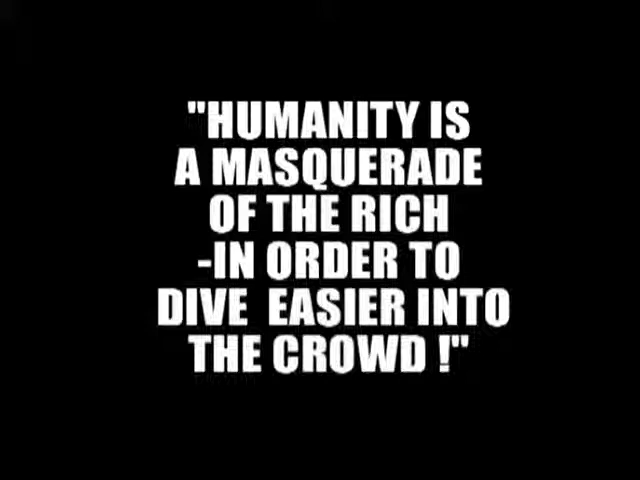 "HUMANITY IS
A MASQUERADE
OF THE RICH
-IN ORDER TO
DIVE EASIER INTO
THE CROWD !"